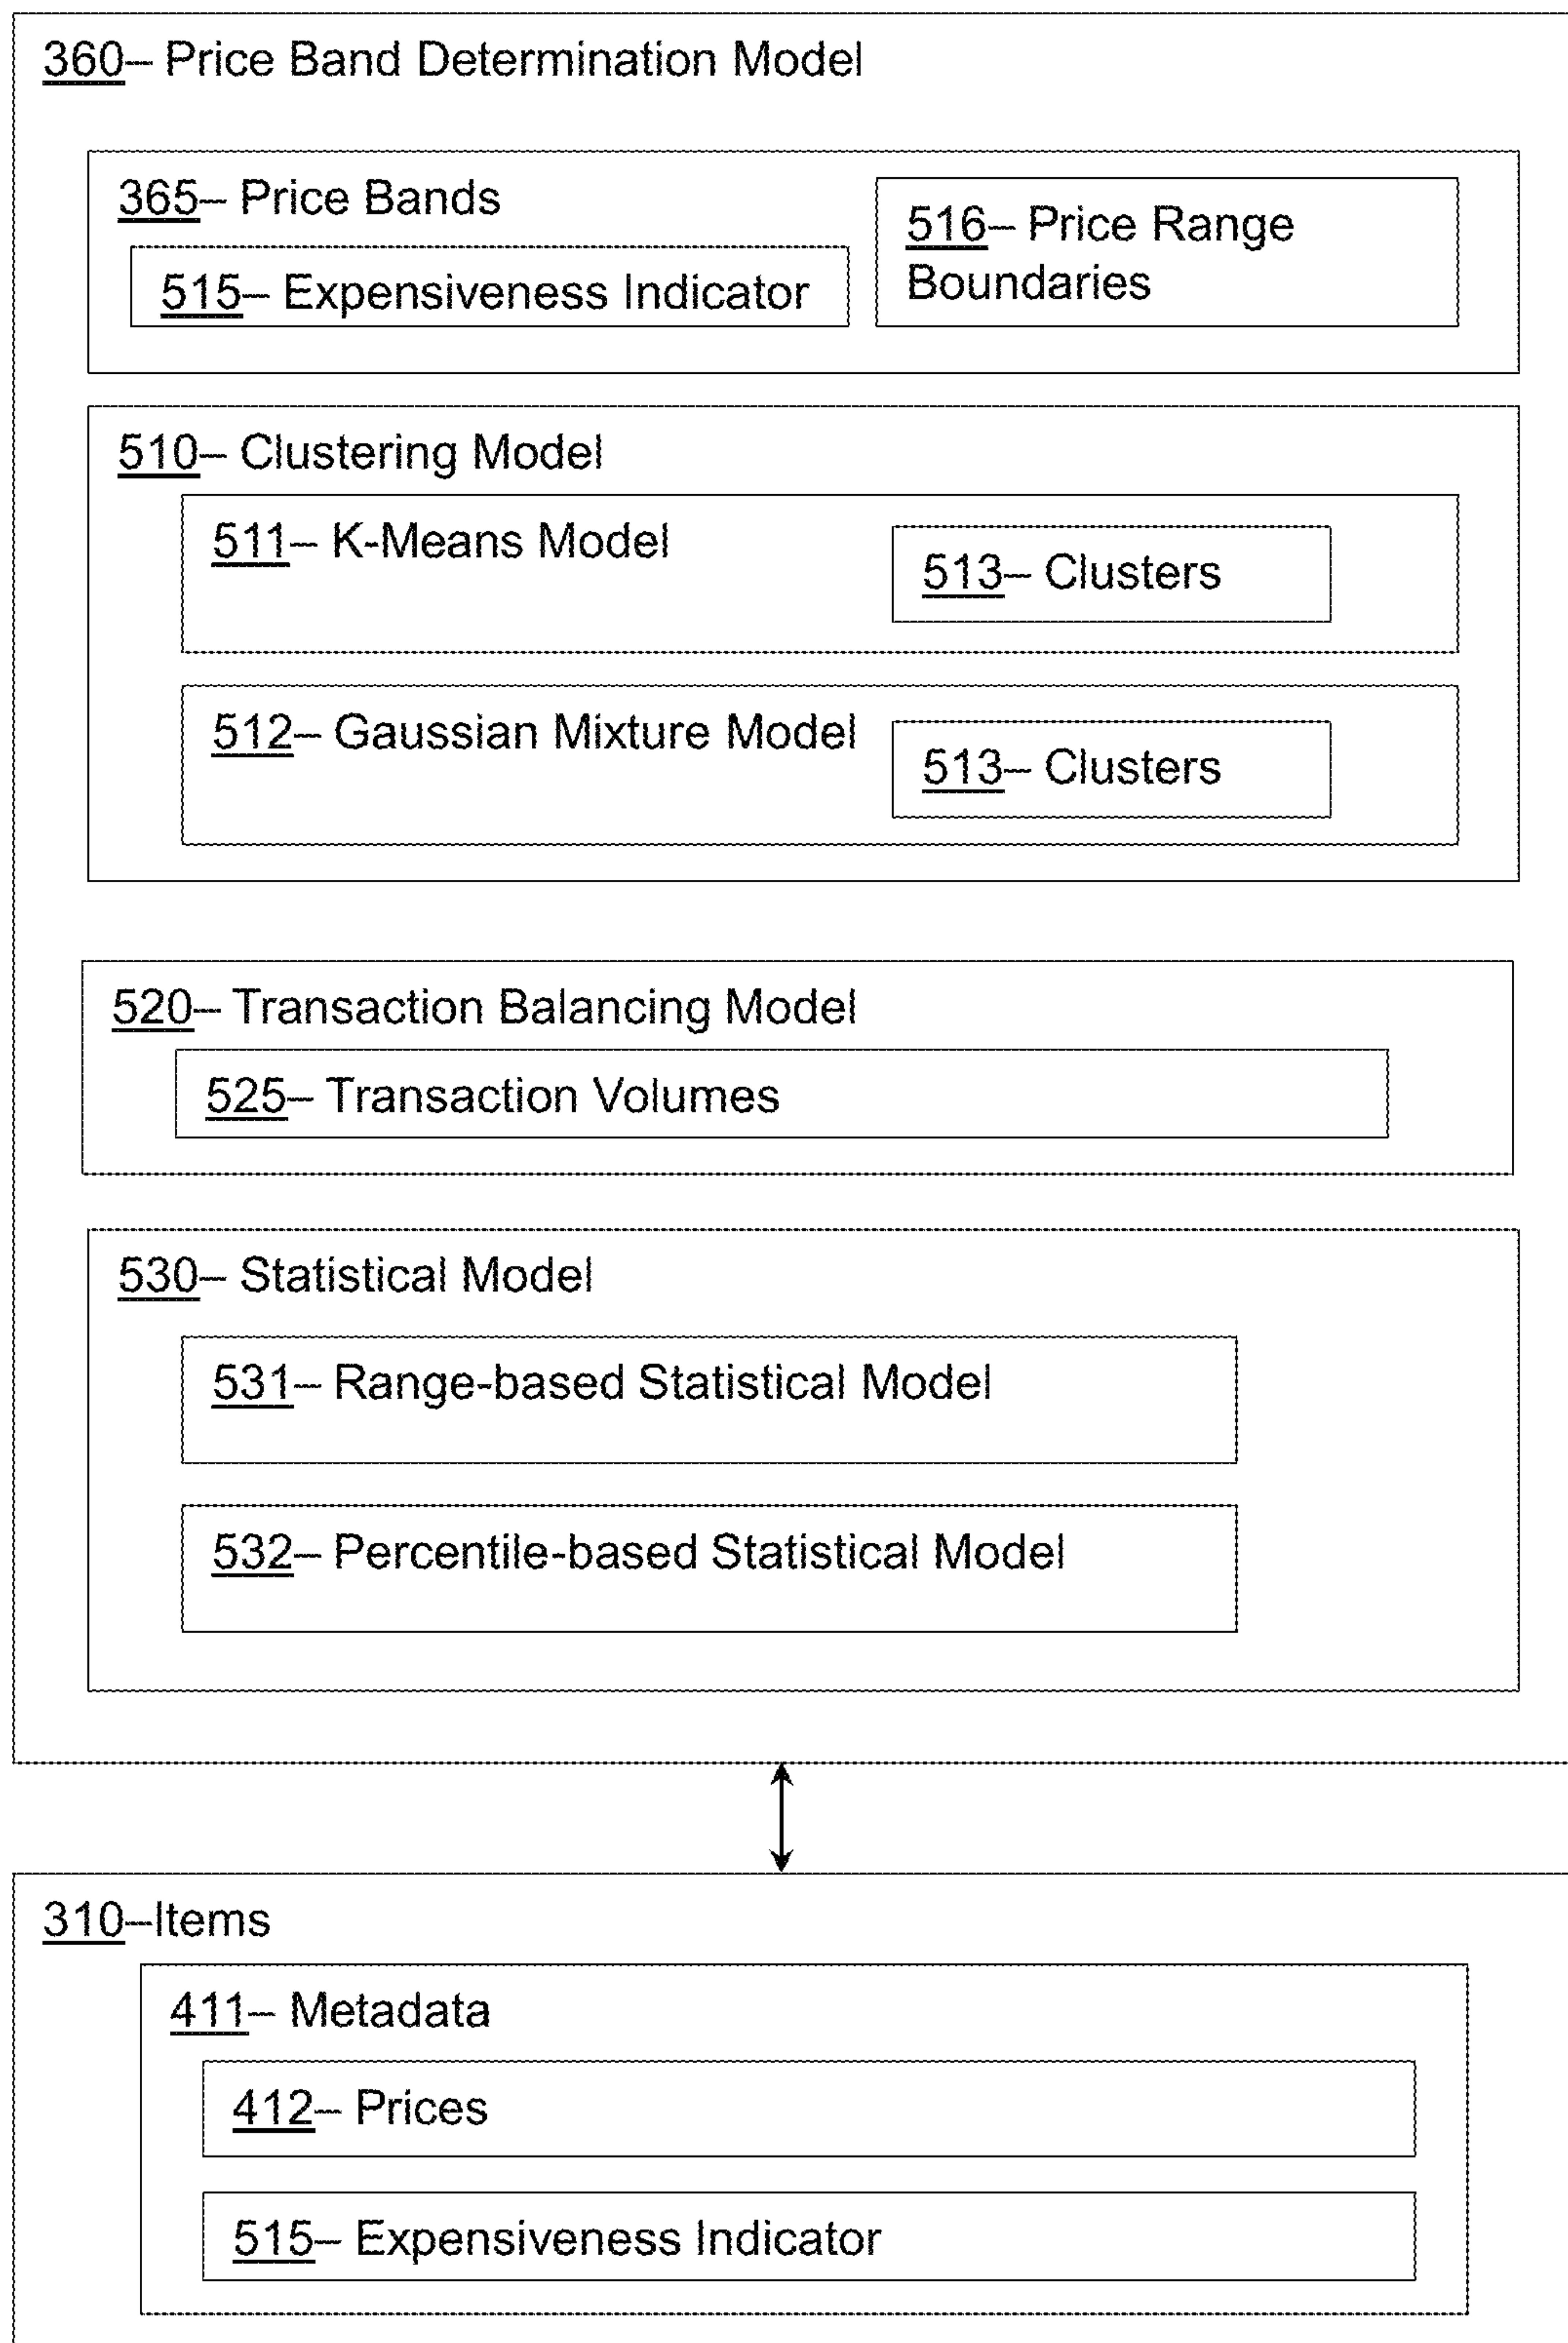 360– Price Band Determination Model
365– Price Bands
515– Expensiveness Indicator
516– Price Range
Boundaries
510– Clustering Model
511– K-Means Model
513– Clusters
512– Gaussian Mixture Model
513– Clusters
520– Transaction Balancing Model
525– Transaction Volumes
530– Statistical Model
531– Range-based Statistical Model
532– Percentile-based Statistical Model
310–Items
411– Metadata
412– Prices
515– Expensiveness Indicator